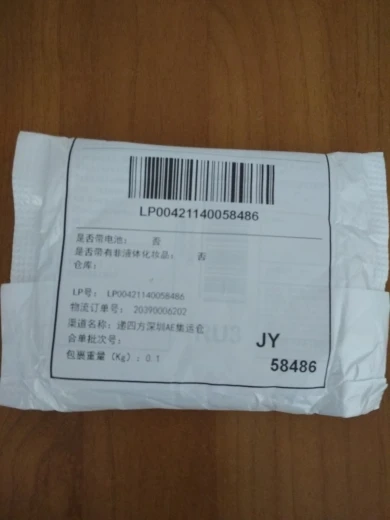 LP00421140058486
是否带电池： 否
是否带有非液体化妆品： 否
仓库：
LP号： LP00421140058486
物流订单号： 20390006202
渠道名称：递四方深圳AE集运仓
合单批次号：
包裹重量（Kg）：0.1
JY
58486